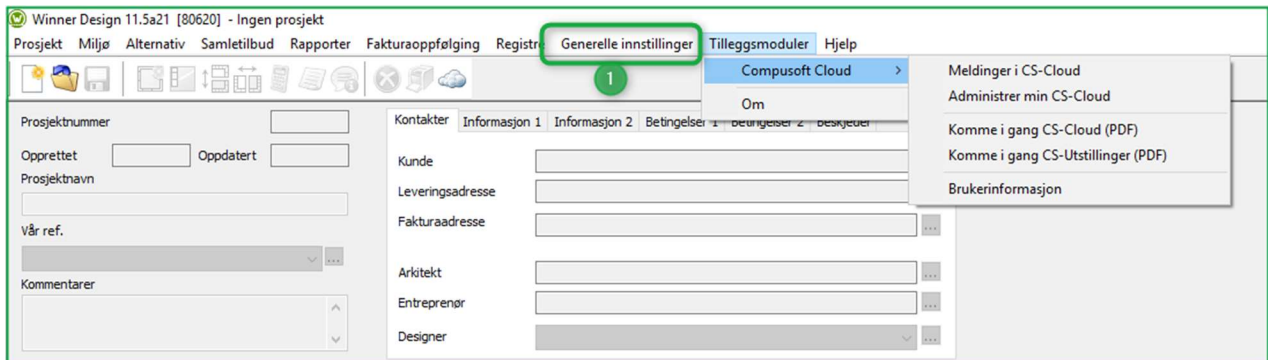 Winner Design 11.5a21 [80620] - Ingen prosjekt
Prosjekt Miljø Alternativ Samletilbud Rapporter Fakturaoppfølging Registre Generelle innstillinger Tilleggsmoduler Hjelp
1
Compusoft Cloud >
Om
Meldinger i CS-Cloud
Administrer min CS-Cloud
Komme i gang CS-Cloud (PDF)
Komme i gang CS-Utstillinger (PDF)
Brukerinformasjon
Prosjektnummer
Opprettet Oppdatert
Prosjektnavn
Vår ref.
...
Kommentarer
Kontakter Informasjon 1 Informasjon 2 Betingelser 1 Betingelser 2 Beskjeder
Kunde
Leveringsadresse
Fakturaadresse ...
Arkitekt ...
Entreprenør ...
Designer ...